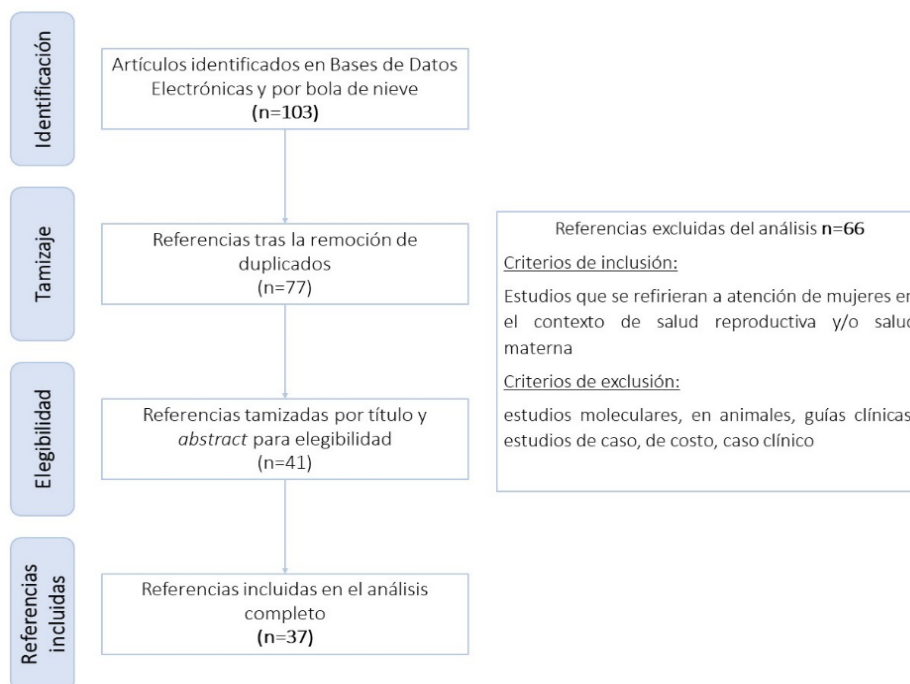 Identificación
Artículos identificados en Bases de Datos
Electrónicas y por bola de nieve
(n=103)
Tamizaje
Referencias tras la remoción de
duplicados
(n=77)
Referencias excluidas del análisis n=66
Criterios de inclusión:
Estudios que se refirieran a atención de mujeres en
el contexto de salud reproductiva y/o salud
materna
Criterios de exclusión:
estudios moleculares, en animales, guías clínicas
estudios de caso, de costo, caso clínico
Elegibilidad
Referencias tamizadas por título y
abstract para elegibilidad
(n=41)
Referencias
incluidas
Referencias incluidas en el análisis
completo
(n=37)